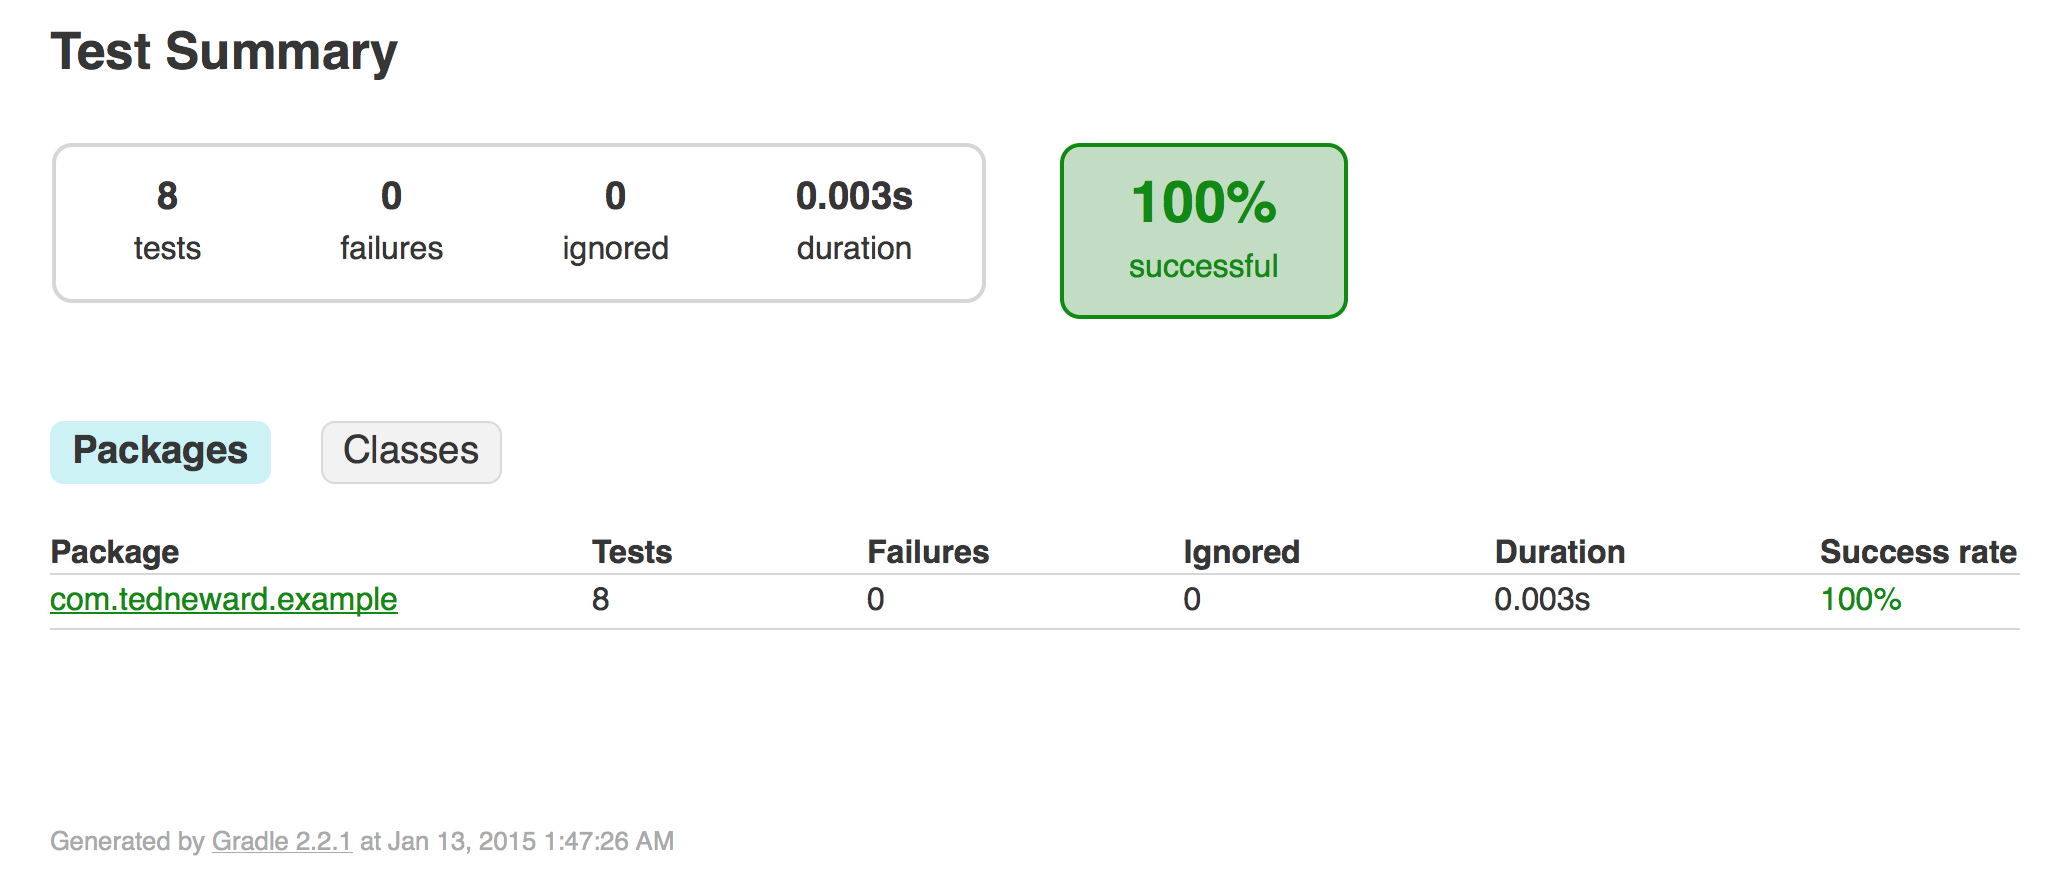 Test Summary
8 0 0 0.003s 100%
tests failures ignored duration successful
Packages Classes
Package Tests Failures Ignored Duration Success rate
com.tedneward.example 8 0 0 0.003s 100%
Generated by Gradle 2.2.1 at Jan 13, 2015 1:47:26 AM